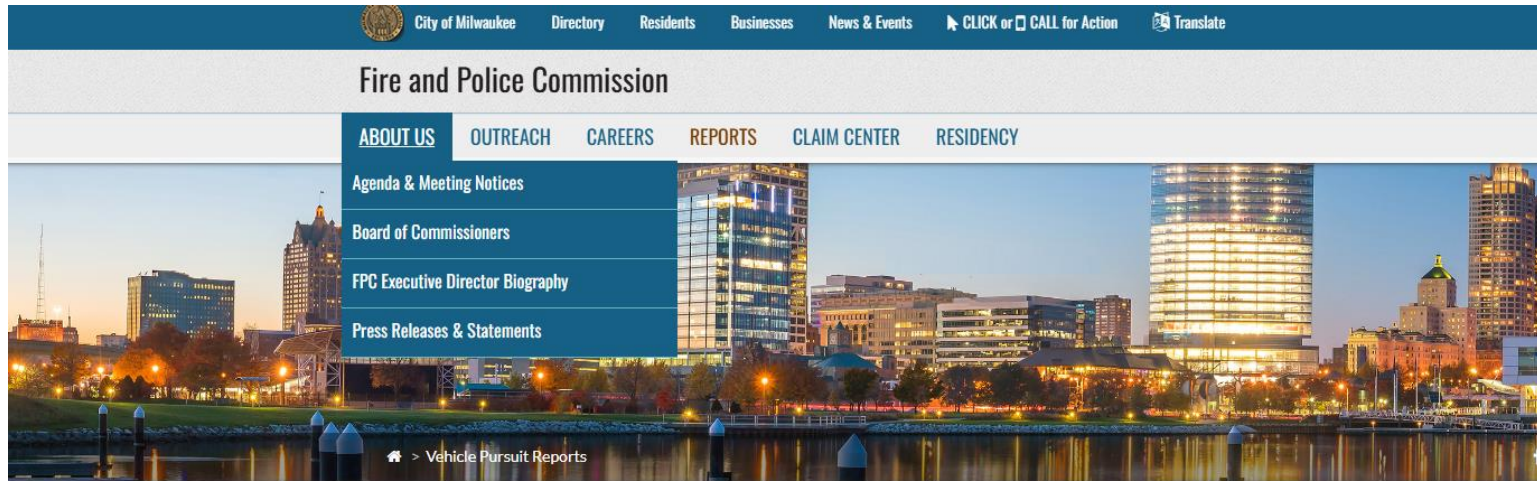 City of Milwaukee Directory Residents Businesses News & Events CLICK or CALL for Action Translate
Fire and Police Commission
ABOUT US OUTREACH CAREERS REPORTS CLAIM CENTER RESIDENCY
Agenda & Meeting Notices
Board of Commissioners
FPC Executive Director Biography
Press Releases & Statements
> Vehicle Pursuit Reports